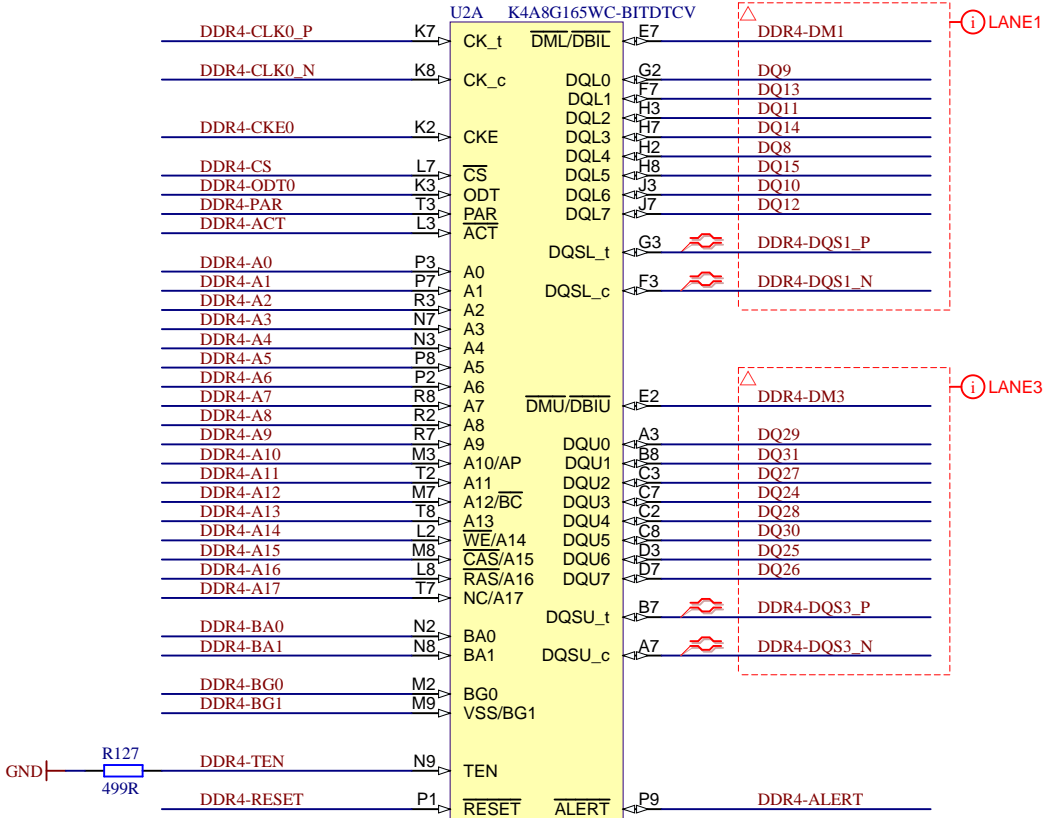 U2A K4A8G165WC-BITDTCV
DDR4-CLK0_P K7 CK_t DML/DBIL E7 DDR4-DM1 i LANE1
DDR4-CLK0_N K8 CK_c DQL0 G2 DQ9
DQL1 F7 DQ13
DQL2 H3 DQ11
DDR4-CKE0 K2 CKE DQL3 H7 DQ14
DQL4 H2 DQ8
DDR4-CS L7 CS DQL5 H8 DQ15
DDR4-ODT0 K3 ODT DQL6 J3 DQ10
DDR4-PAR T3 PAR DQL7 J7 DQ12
DDR4-ACT L3 ACT
DQSL_t G3 DDR4-DQS1_P
DDR4-A0 P3 A0
DDR4-A1 P7 A1 DQSL_c F3 DDR4-DQS1_N
DDR4-A2 R3 A2
DDR4-A3 N7 A3
DDR4-A4 N3 A4
DDR4-A5 P8 A5
DDR4-A6 P2 A6 i LANE3
DDR4-A7 R8 A7 DMU/DBIU E2 DDR4-DM3
DDR4-A8 R2 A8
DDR4-A9 R7 A9 DQU0 A3 DQ29
DDR4-A10 M3 A10/AP DQU1 B8 DQ31
DDR4-A11 T2 A11 DQU2 C3 DQ27
DDR4-A12 M7 A12/BC DQU3 C7 DQ24
DDR4-A13 T8 A13 DQU4 C2 DQ28
DDR4-A14 L2 WE/A14 DQU5 C8 DQ30
DDR4-A15 M8 CAS/A15 DQU6 D3 DQ25
DDR4-A16 L8 RAS/A16 DQU7 D7 DQ26
DDR4-A17 T7 NC/A17
DQSU_t B7 DDR4-DQS3_P
DDR4-BA0 N2 BA0
DDR4-BA1 N8 BA1 DQSU_c A7 DDR4-DQS3_N
DDR4-BG0 M2 BG0
DDR4-BG1 M9 VSS/BG1
R127
GND DDR4-TEN N9 TEN
499R
DDR4-RESET P1 RESET ALERT P9 DDR4-ALERT